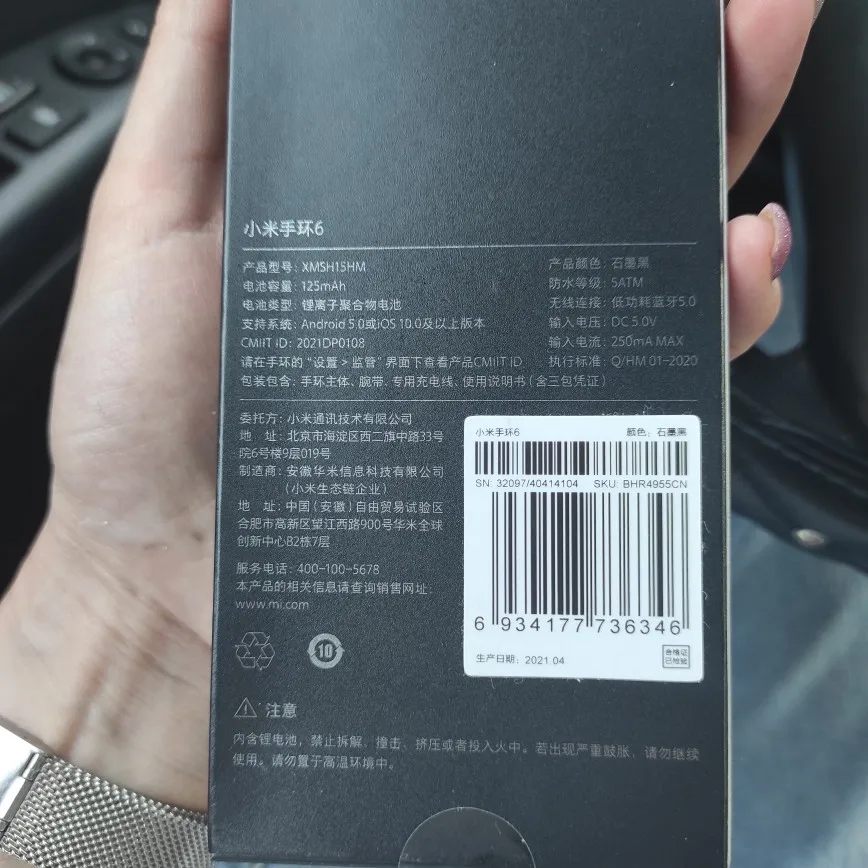 小米手环6
产品型号: XMSH15HM
电池容量: 125mAh
电池类型: 锂离子聚合物电池
支持系统: Android 5.0或iOS 10.0及以上版本
CMIIT ID: 2021DP0108
请在手环的“设置 > 监管”界面下查看产品CMIIT ID
包装包含: 手环主体、腕带、专用充电线、使用说明书(含三包凭证)
产品颜色: 石墨黑
防水等级: 5ATM
无线连接: 低功耗蓝牙5.0
输入电压: DC 5.0V
输入电流: 250mA MAX
执行标准: Q/HM 01-2020
委托方: 小米通讯技术有限公司
地 址: 北京市海淀区西二旗中路33号
院6号楼9层019号
制造商: 安徽华米信息科技有限公司
(小米生态链企业)
地 址: 中国(安徽)自由贸易试验区
合肥市高新区望江西路900号华米全球
创新中心B2栋7层
服务电话: 400-100-5678
本产品的相关信息请查询销售网址:
www.mi.com
10
小米手环6 颜色: 石墨黑
SN: 32097/40414104 SKU: BHR4955CN
6 934177 736346
生产日期: 2021.04
合格证
已检验
注意
内含锂电池，禁止拆解、撞击、挤压或者投入火中。若出现严重鼓胀，请勿继续
使用。请勿置于高温环境中。